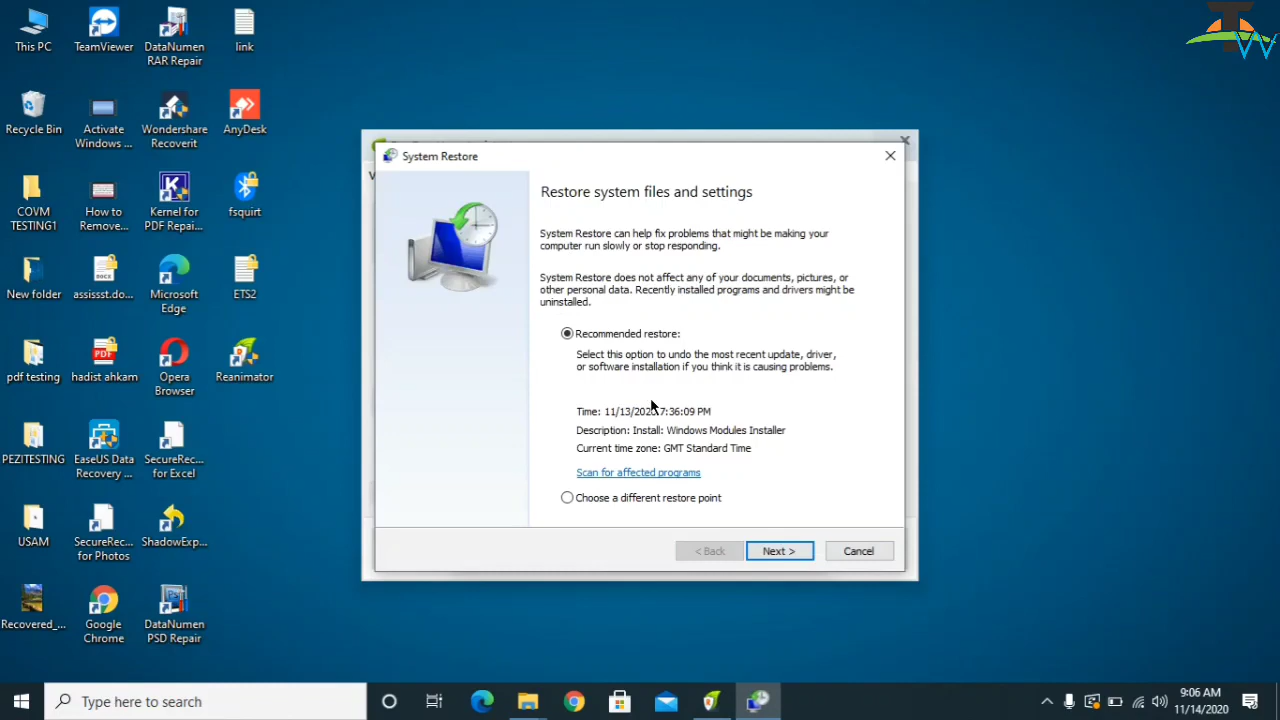 This PC
TeamViewer
DataNumen
RAR Repair
link
Recycle Bin
Activate
Windows ...
Wondershare
Recoverit
AnyDesk
COVM
TESTING1
How to
Remove...
Kernel for
PDF Repai...
fsquirt
New folder
assissst.do...
Microsoft
Edge
ETS2
pdf testing
hadist ahkam
Opera
Browser
Reanimator
PEZITESTING
EaseUS Data
Recovery ...
SecureRec...
for Excel
USAM
SecureRec...
for Photos
ShadowExp...
Recovered_...
Google
Chrome
DataNumen
PSD Repair
System Restore
Restore system files and settings
System Restore can help fix problems that might be making your
computer run slowly or stop responding.
System Restore does not affect any of your documents, pictures, or
other personal data. Recently installed programs and drivers might be
uninstalled.
Recommended restore:
Select this option to undo the most recent update, driver,
or software installation if you think it is causing problems.
Time: 11/13/2020 7:36:09 PM
Description: Install: Windows Modules Installer
Current time zone: GMT Standard Time
Scan for affected programs
Choose a different restore point
< Back
Next >
Cancel
Type here to search
9:06 AM
11/14/2020